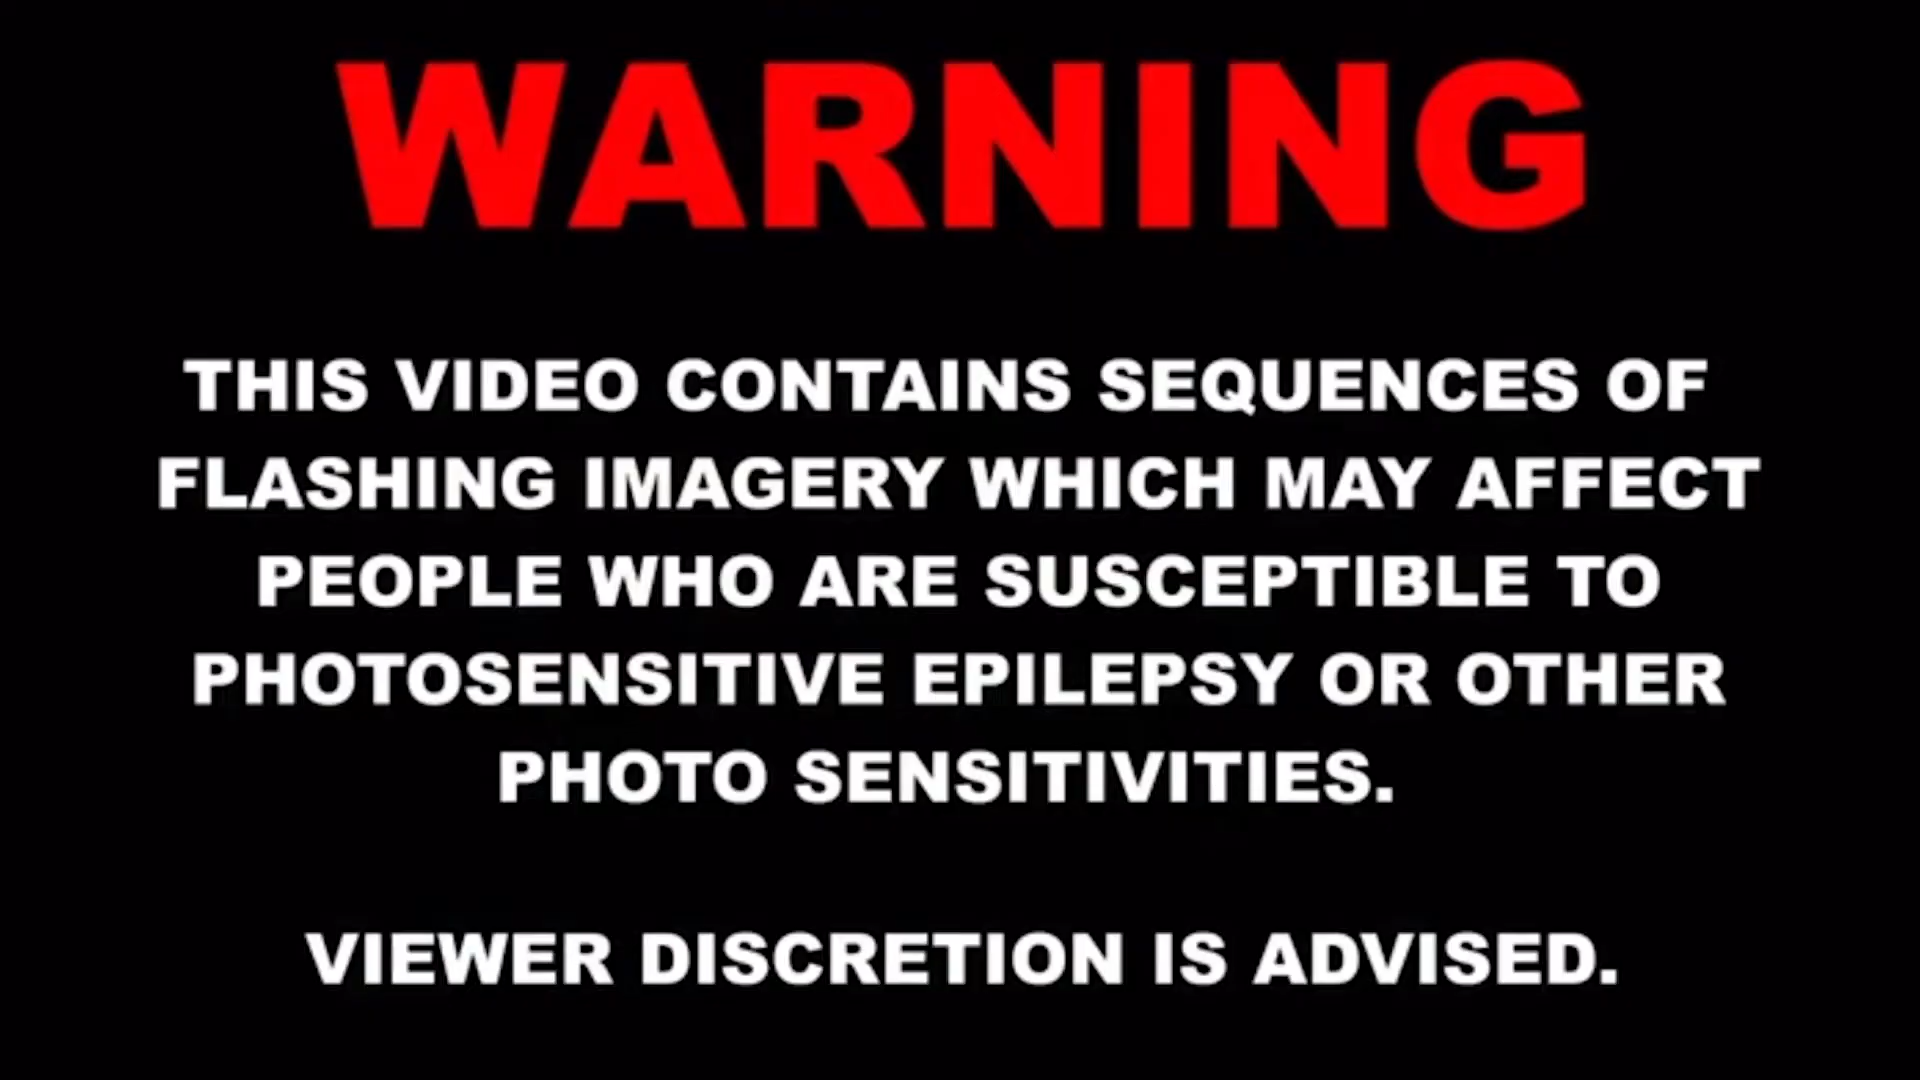 WARNING
THIS VIDEO CONTAINS SEQUENCES OF
FLASHING IMAGERY WHICH MAY AFFECT
PEOPLE WHO ARE SUSCEPTIBLE TO
PHOTOSENSITIVE EPILEPSY OR OTHER
PHOTO SENSITIVITIES.
VIEWER DISCRETION IS ADVISED.